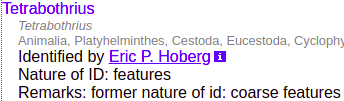 Tetrabothrius
Tetrabothrius
Animalia, Platyhelminthes, Cestoda, Eucestoda, Cyclophy
Identified by Eric P. Hoberg i
Nature of ID: features
Remarks: former nature of id: coarse features